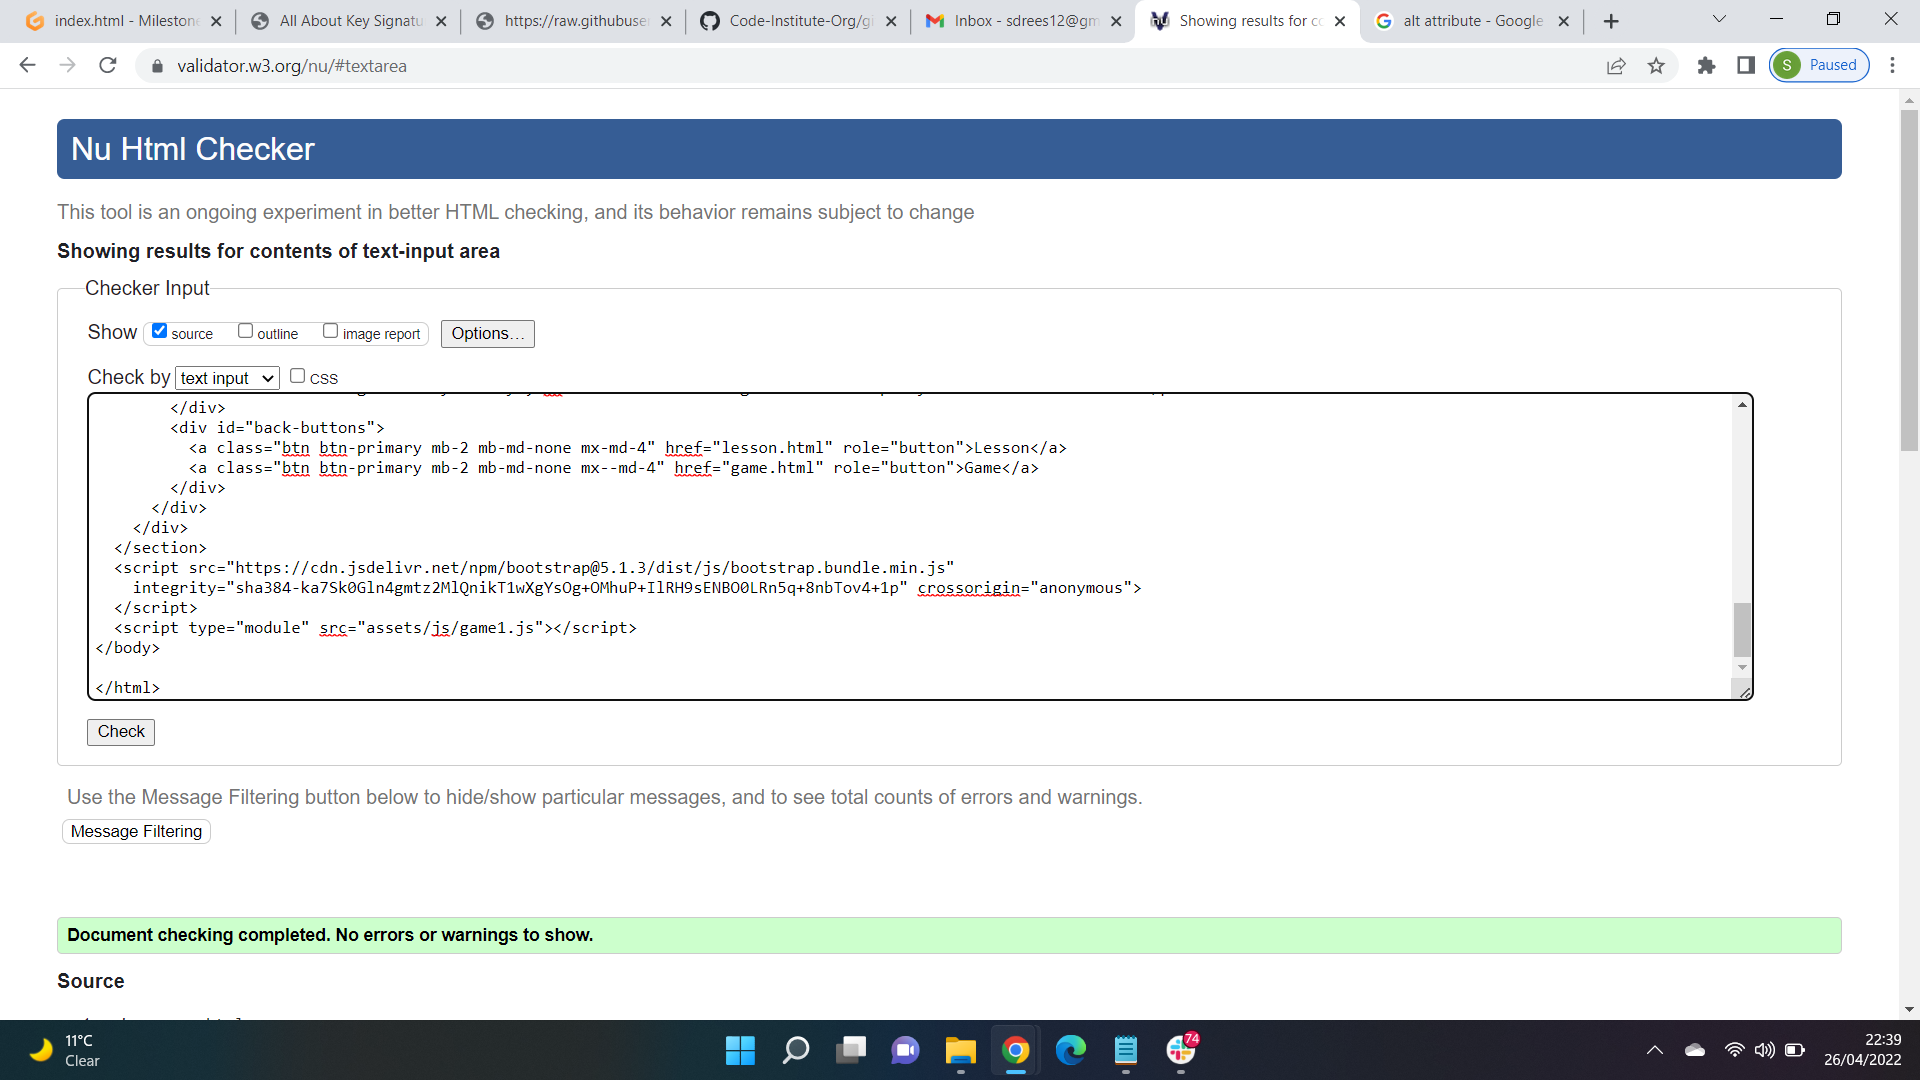 index.html - Milestone
All About Key Signatu
https://raw.githubuser
Code-Institute-Org/gi
Inbox - sdrees12@gm
Showing results for co
alt attribute - Google
validator.w3.org/nu/#textarea
S Paused
Nu Html Checker
This tool is an ongoing experiment in better HTML checking, and its behavior remains subject to change
Showing results for contents of text-input area
Checker Input
Show source outline image report Options...
Check by text input CSS
</div>
<div id="back-buttons">
<a class="btn btn-primary mb-2 mb-md-none mx-md-4" href="lesson.html" role="button">Lesson</a>
<a class="btn btn-primary mb-2 mb-md-none mx--md-4" href="game.html" role="button">Game</a>
</div>
</div>
</div>
</section>
<script src="https://cdn.jsdelivr.net/npm/bootstrap@5.1.3/dist/js/bootstrap.bundle.min.js"
integrity="sha384-ka7Sk0Gln4gmtz2MlQnikT1wXgYsOg+OMhuP+IlRH9sENBO0LRn5q+8nbTov4+1p" crossorigin="anonymous">
</script>
<script type="module" src="assets/js/game1.js"></script>
</body>
</html>
Check
Use the Message Filtering button below to hide/show particular messages, and to see total counts of errors and warnings.
Message Filtering
Document checking completed. No errors or warnings to show.
Source
11°C
Clear
74
22:39
26/04/2022